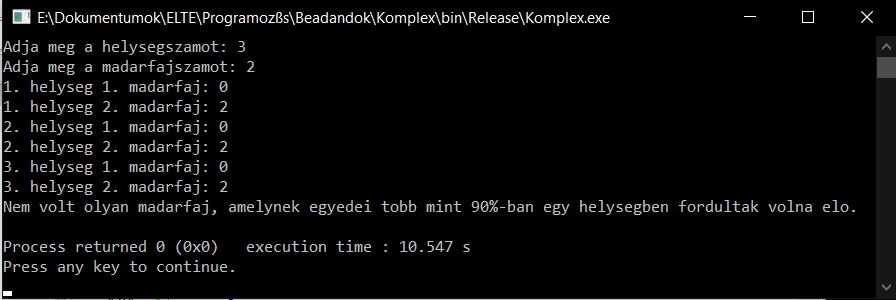 E:\Dokumentumok\ELTE\Programozßs\Beadandok\Komplex\bin\Release\Komplex.exe
Adja meg a helysegszamot: 3
Adja meg a madarfajszamot: 2
1. helyseg 1. madarfaj: 0
1. helyseg 2. madarfaj: 2
2. helyseg 1. madarfaj: 0
2. helyseg 2. madarfaj: 2
3. helyseg 1. madarfaj: 0
3. helyseg 2. madarfaj: 2
Nem volt olyan madarfaj, amelynek egyedei tobb mint 90%-ban egy helysegben fordultak volna elo.
Process returned 0 (0x0)   execution time : 10.547 s
Press any key to continue.